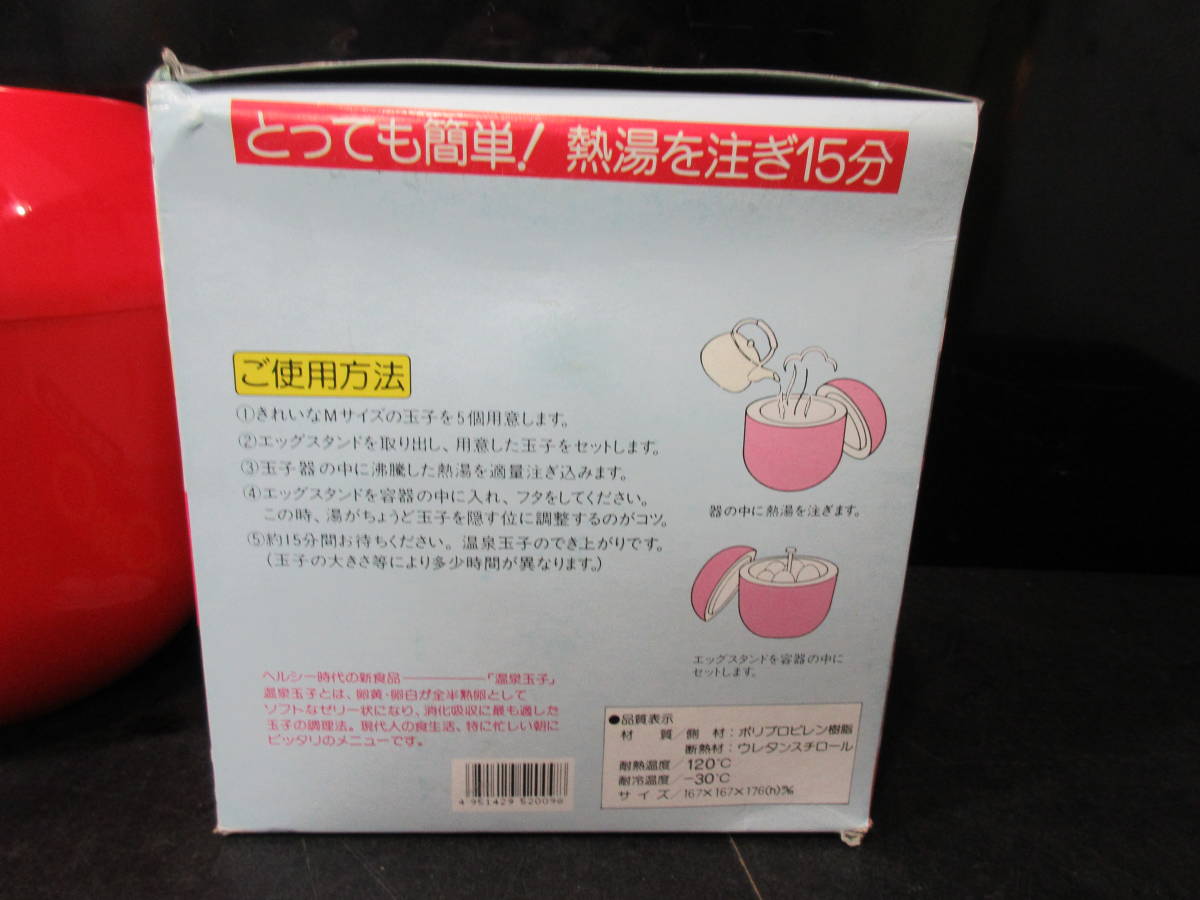 とっても簡単! 熱湯を注ぎ15分
ご使用方法
①きれいなMサイズの玉子を5個用意します。
②エッグスタンドを取り出し、用意した玉子をセットします。
③玉子器の中に沸騰した熱湯を適量注ぎ込みます。
④エッグスタンドを容器の中に入れ、フタをしてください。
この時、湯がちょうど玉子を隠す位に調整するのがコツ。
⑤約15分間お待ちください。温泉玉子のでき上がりです。
(玉子の大きさ等により多少時間が異なります。)
器の中に熱湯を注ぎます。
エッグスタンドを容器の中に
セットします。
ヘルシー時代の新食品————「温泉玉子」
温泉玉子とは、卵黄・卵白が全半熟卵として
ソフトなゼリー状になり、消化吸収に最も適した
玉子の調理法。現代人の食生活、特に忙しい朝に
ピッタリのメニューです。
4 951429 520098
●品質表示
材 質/側 材:ポリプロピレン樹脂
断熱材:ウレタンスチロール
耐熱温度/120℃
耐冷温度/-30℃
サイズ/167×167×176(h)㎜